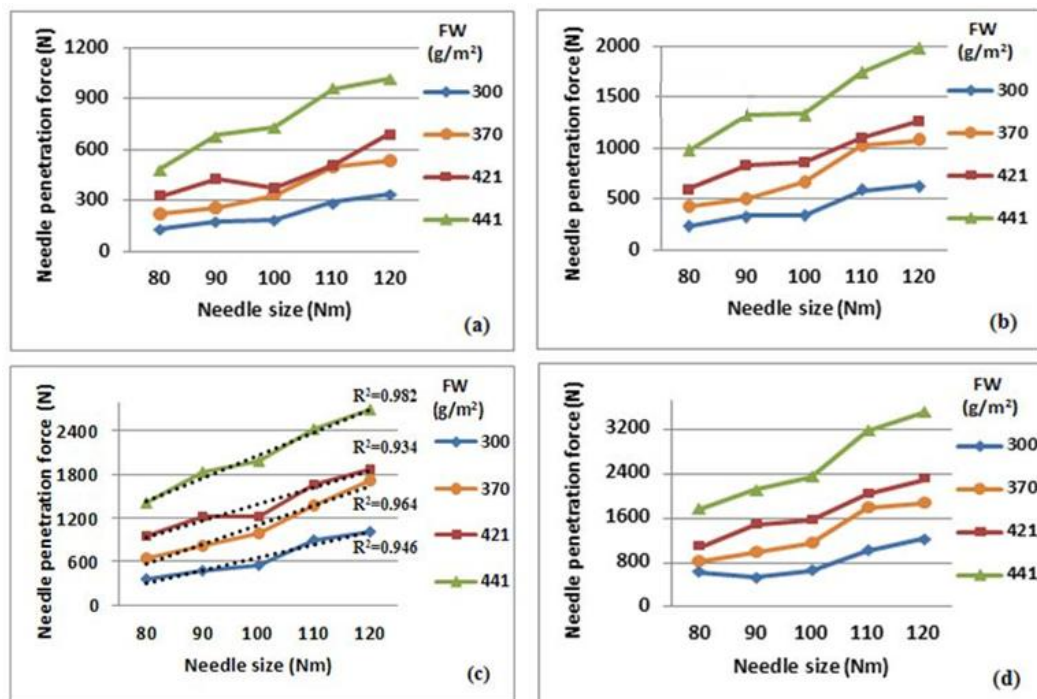 Needle penetration force (N)
1200
900
600
300
0
80 90 100 110 120
Needle size (Nm)
FW
(g/m²)
300
370
421
441
(a)
Needle penetration force (N)
2000
1500
1000
500
0
80 90 100 110 120
Needle size (Nm)
FW
(g/m²)
300
370
421
441
(b)
Needle penetration force (N)
2400
1800
1200
600
0
80 90 100 110 120
Needle size (Nm)
R²=0.982
R²=0.934
R²=0.964
R²=0.946
FW
(g/m²)
300
370
421
441
(c)
Needle penetration force (N)
3200
2400
1600
800
0
80 90 100 110 120
Needle size (Nm)
FW
(g/m²)
300
370
421
441
(d)